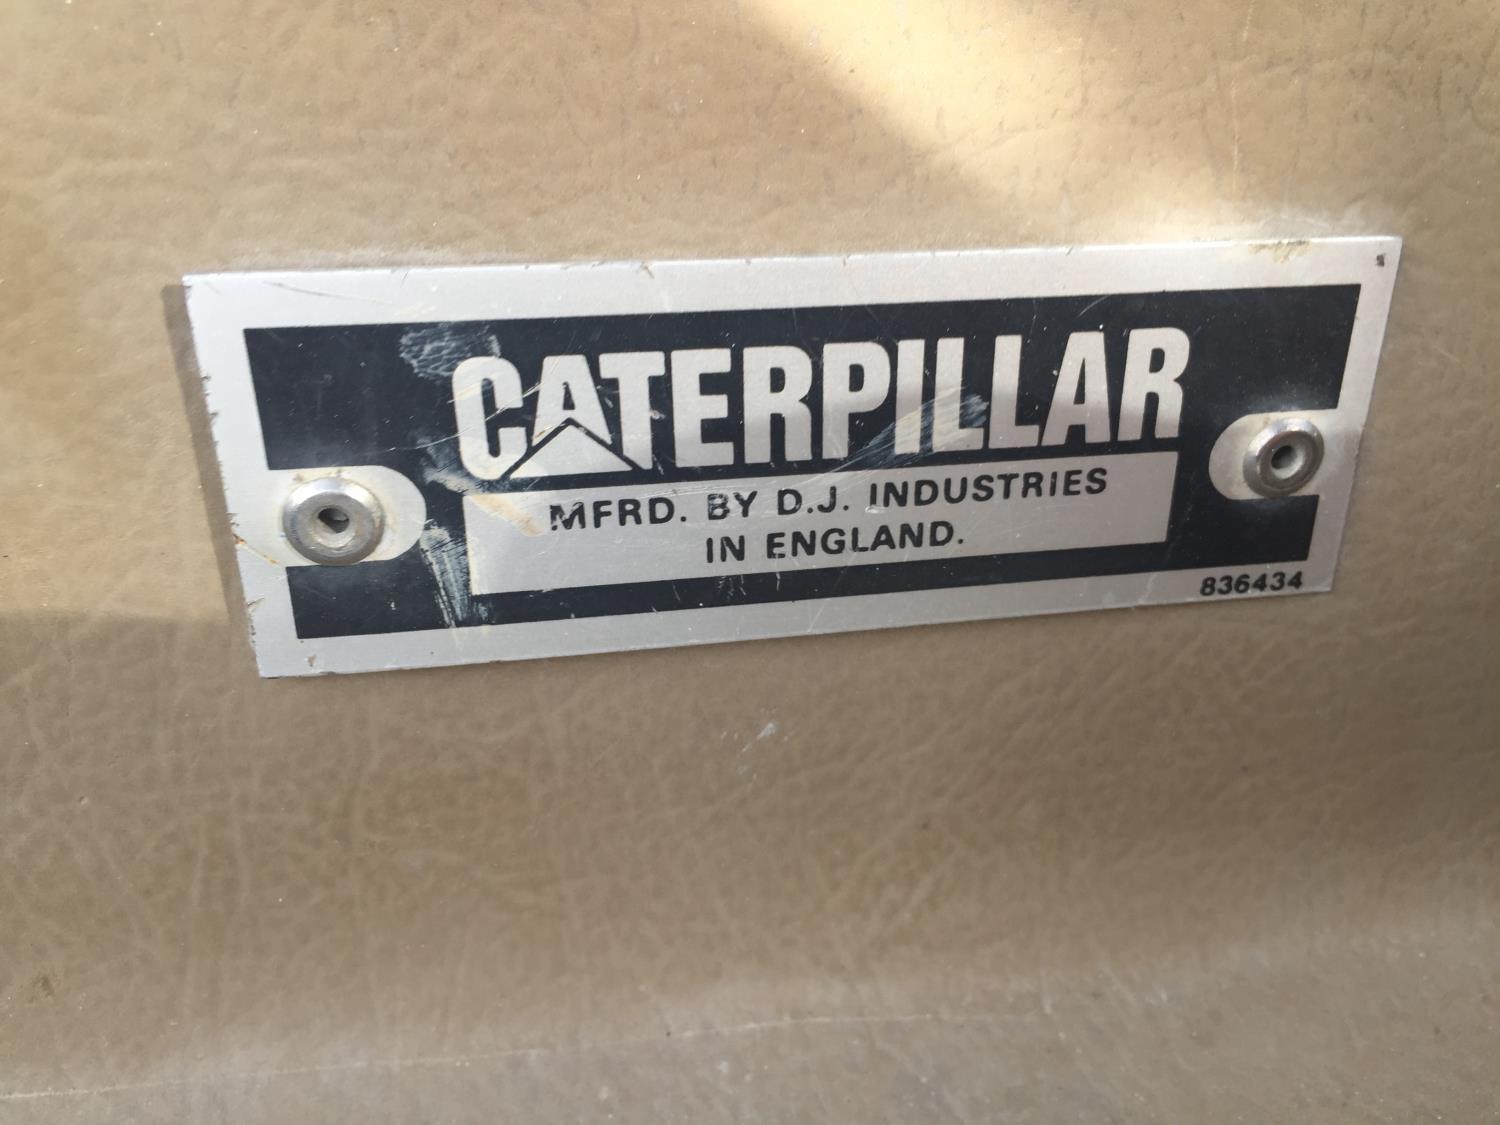 CATERPILLAR
MFRD. BY D.J. INDUSTRIES
IN ENGLAND.
836434